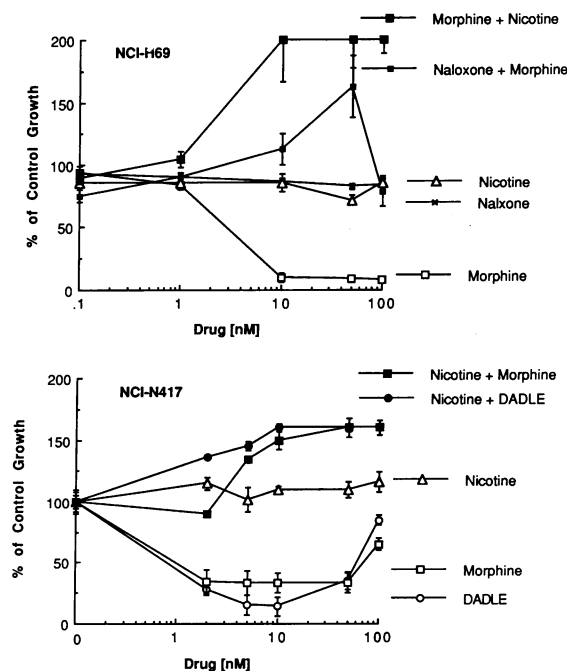 NCI-H69
Morphine + Nicotine
Naloxone + Morphine
Nicotine
Nalxone
Morphine
% of Control Growth
200
150
100
50
0
.1
1
10
100
Drug [nM]
NCI-N417
Nicotine + Morphine
Nicotine + DADLE
Nicotine
Morphine
DADLE
% of Control Growth
200
150
100
50
0
0
1
10
100
Drug [nM]